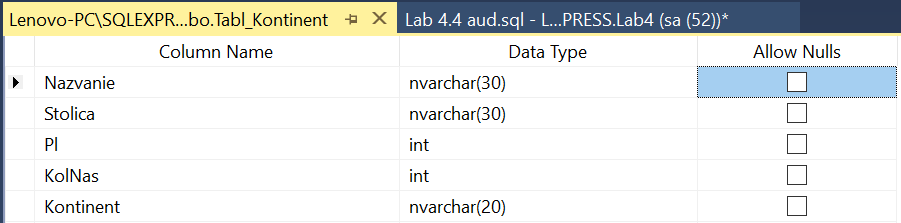 Lenovo-PC\SQLEXPR...bo.Tabl_Kontinent Lab 4.4 aud.sql - L...PRESS.Lab4 (sa (52))*
Column Name Data Type Allow Nulls
Nazvanie nvarchar(30)
Stolica nvarchar(30)
Pl int
KolNas int
Kontinent nvarchar(20)